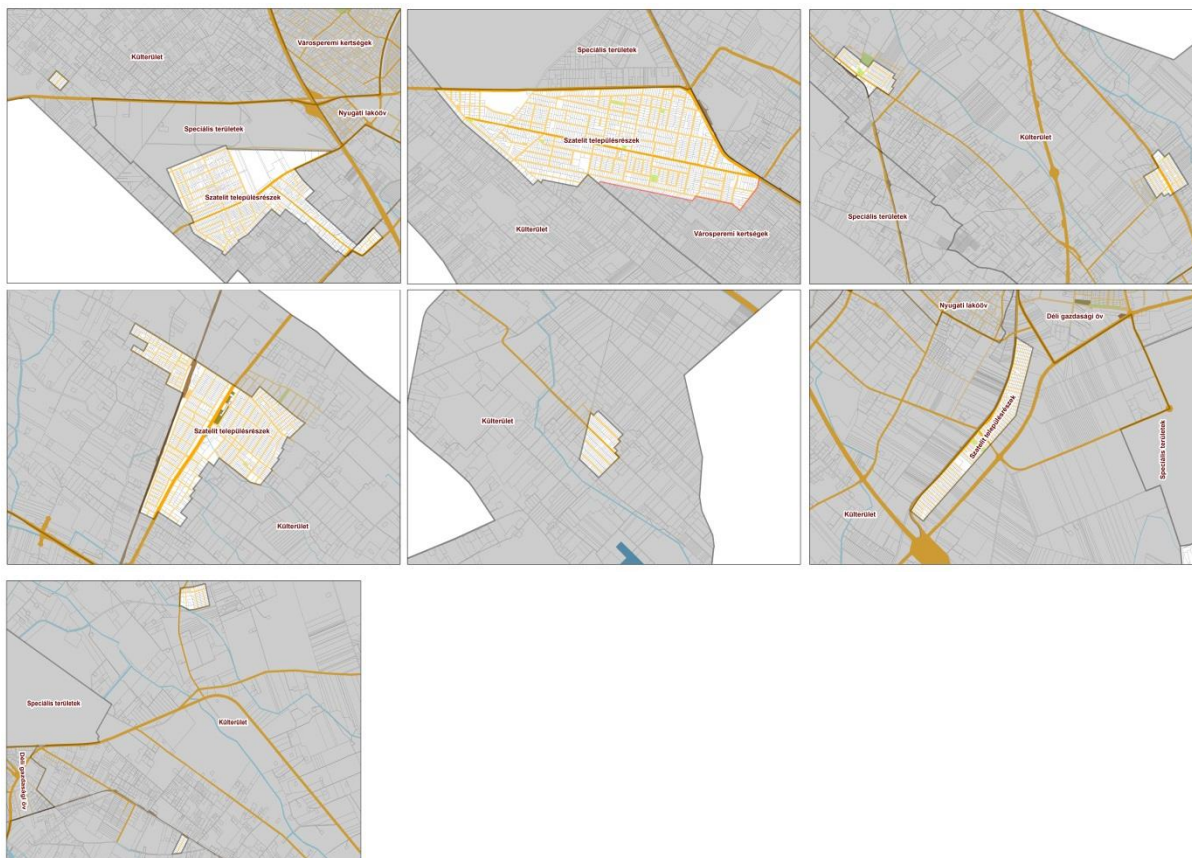 Külterület
Városperemi kertségek
Nyugati lakóöv
Speciális területek
Szatelit településrészek
Speciális területek
Szatelit településrészek
Külterület
Városperemi kertségek
Külterület
Speciális területek
Szatelit településrészek
Külterület
Külterület
Nyugati lakóöv
Déli gazdasági öv
Szatelit településrészek
Speciális területek
Külterület
Speciális területek
Külterület
Déli gazdasági öv